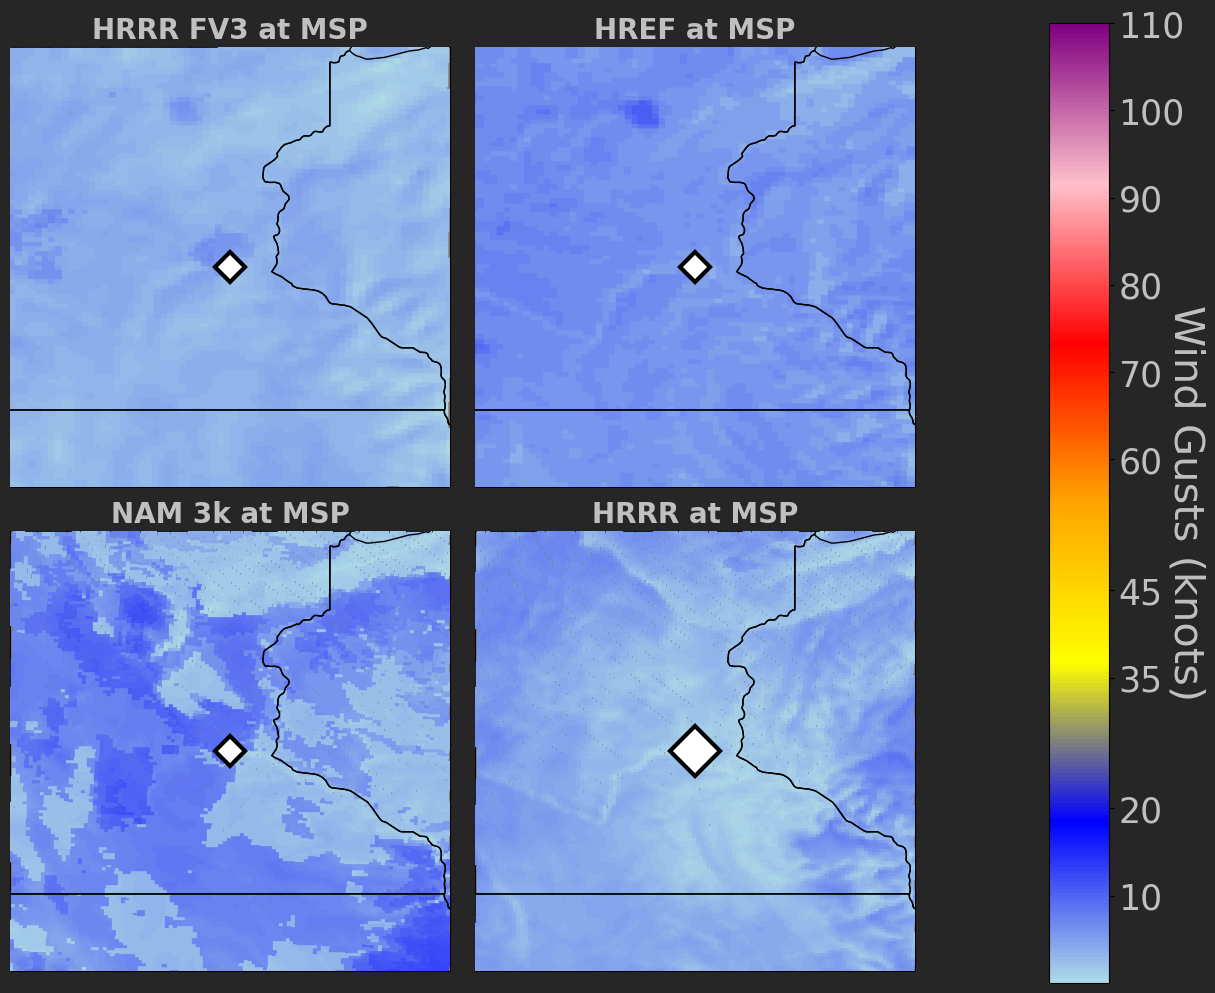 HRRR FV3 at MSP
HREF at MSP
NAM 3k at MSP
HRRR at MSP
110
100
90
80
70
60
45
35
20
10
Wind Gusts (knots)